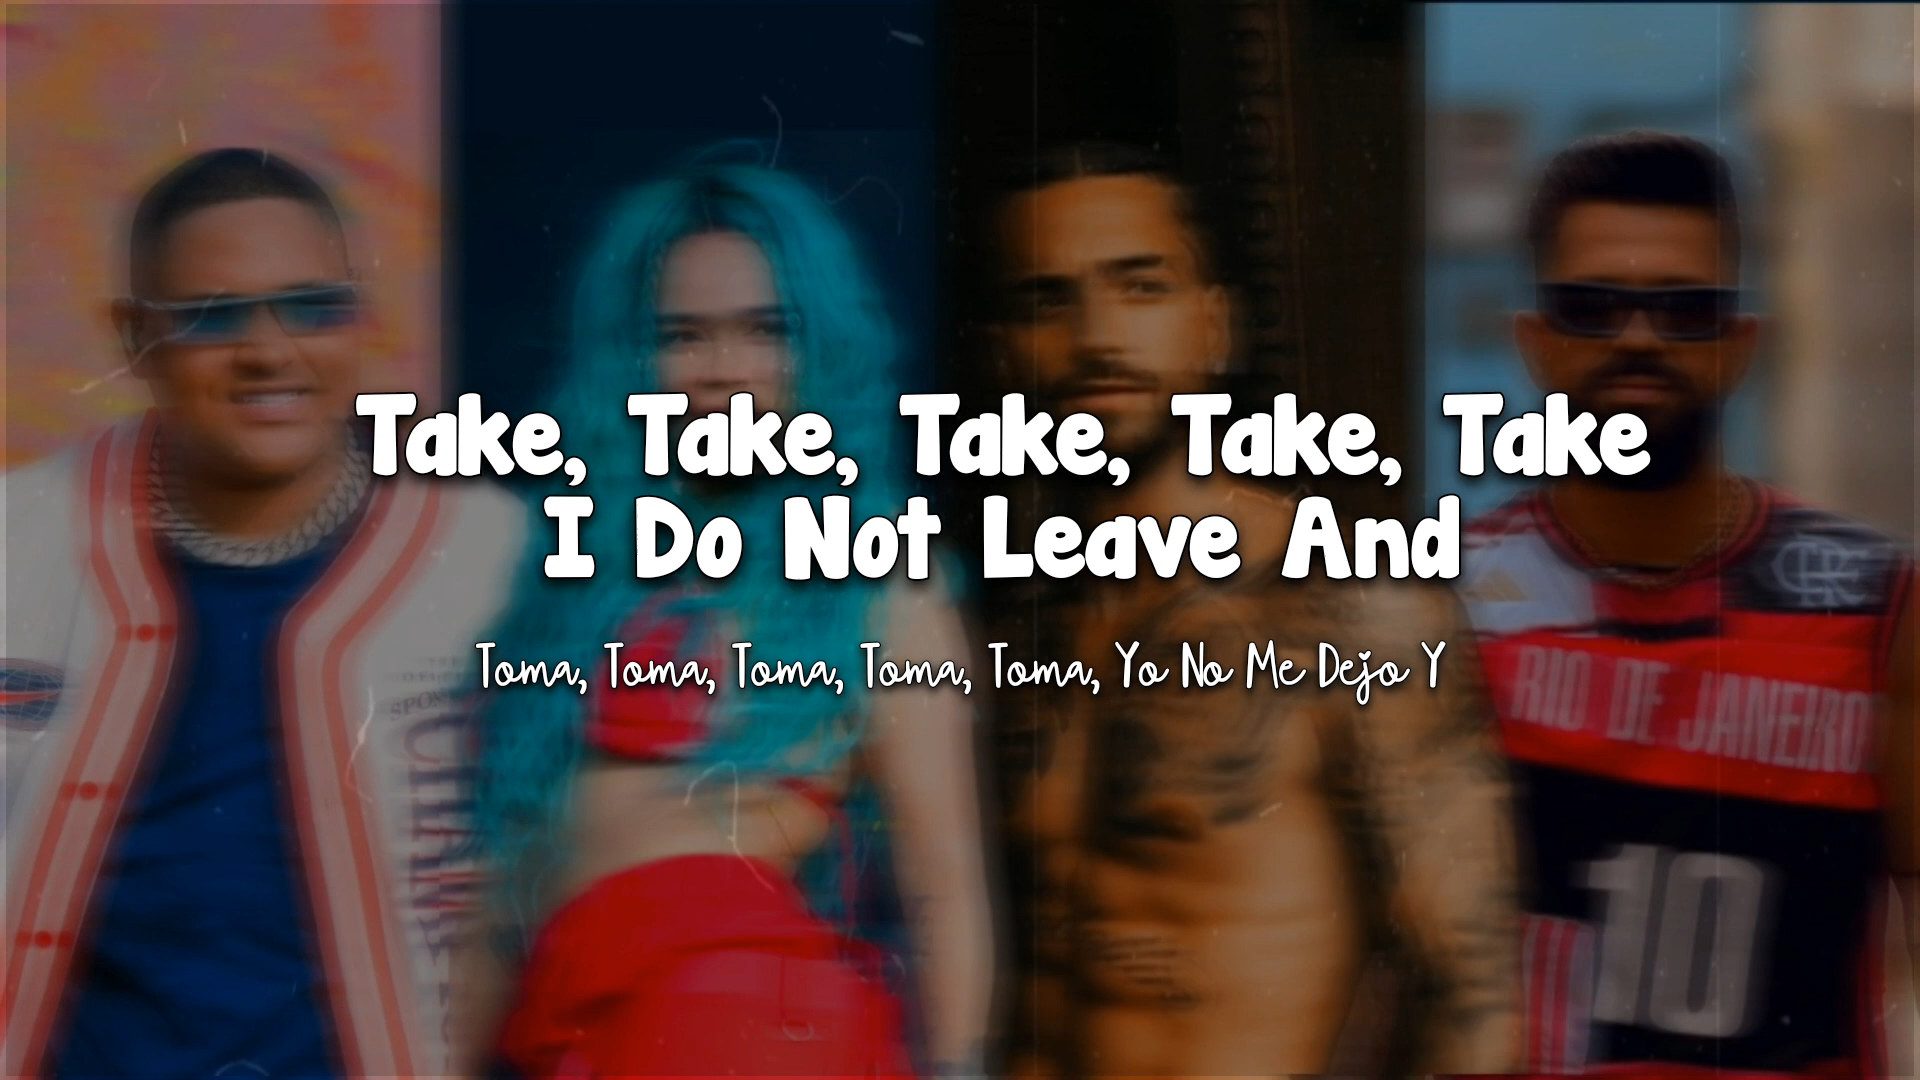 Take, Take, Take, Take, Take
I Do Not Leave And
Toma, Toma, Toma, Toma, Toma, Yo No Me Dejo Y
RIO DE JANEIRO
10